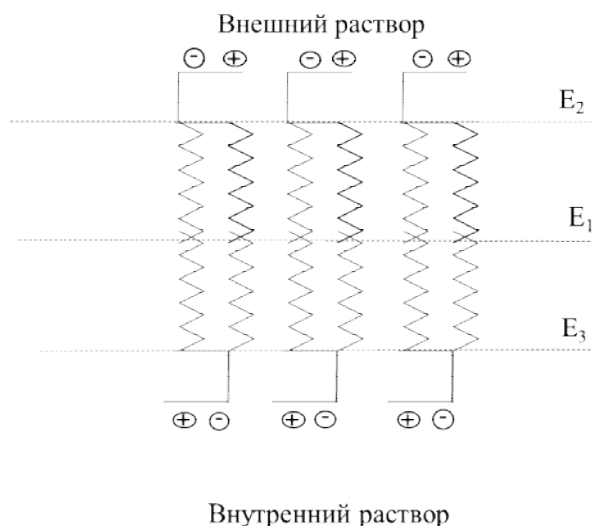 Внешний раствор
- + - + - +
E₂
E₁
E₃
+ - + - + -
Внутренний раствор